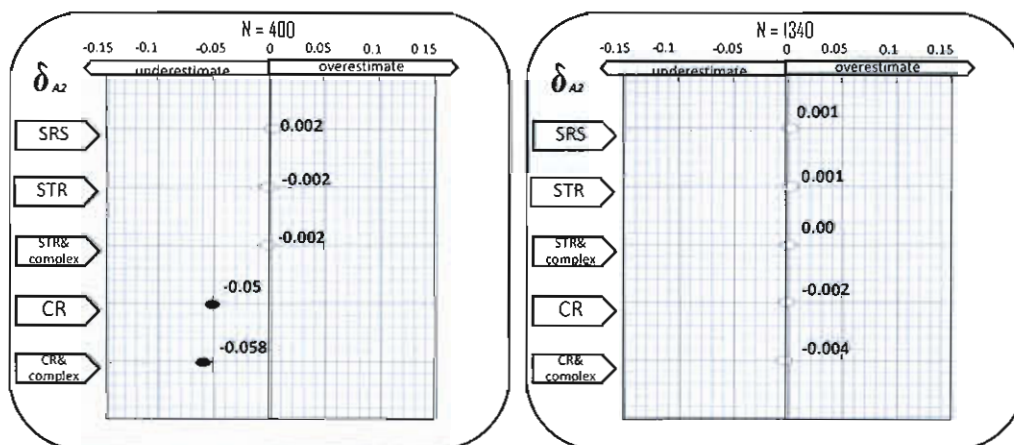 N = 400
-0.15 -0.1 -0.05 0 0.05 0.1 0.15
underestimate overestimate
δ A2
SRS 0.002
STR -0.002
STR& complex -0.002
CR -0.05
CR& complex -0.058
N = 1340
-0.15 -0.1 -0.05 0 0.05 0.1 0.15
underestimate overestimate
δ A2
SRS 0.001
STR 0.001
STR& complex 0.00
CR -0.002
CR& complex -0.004